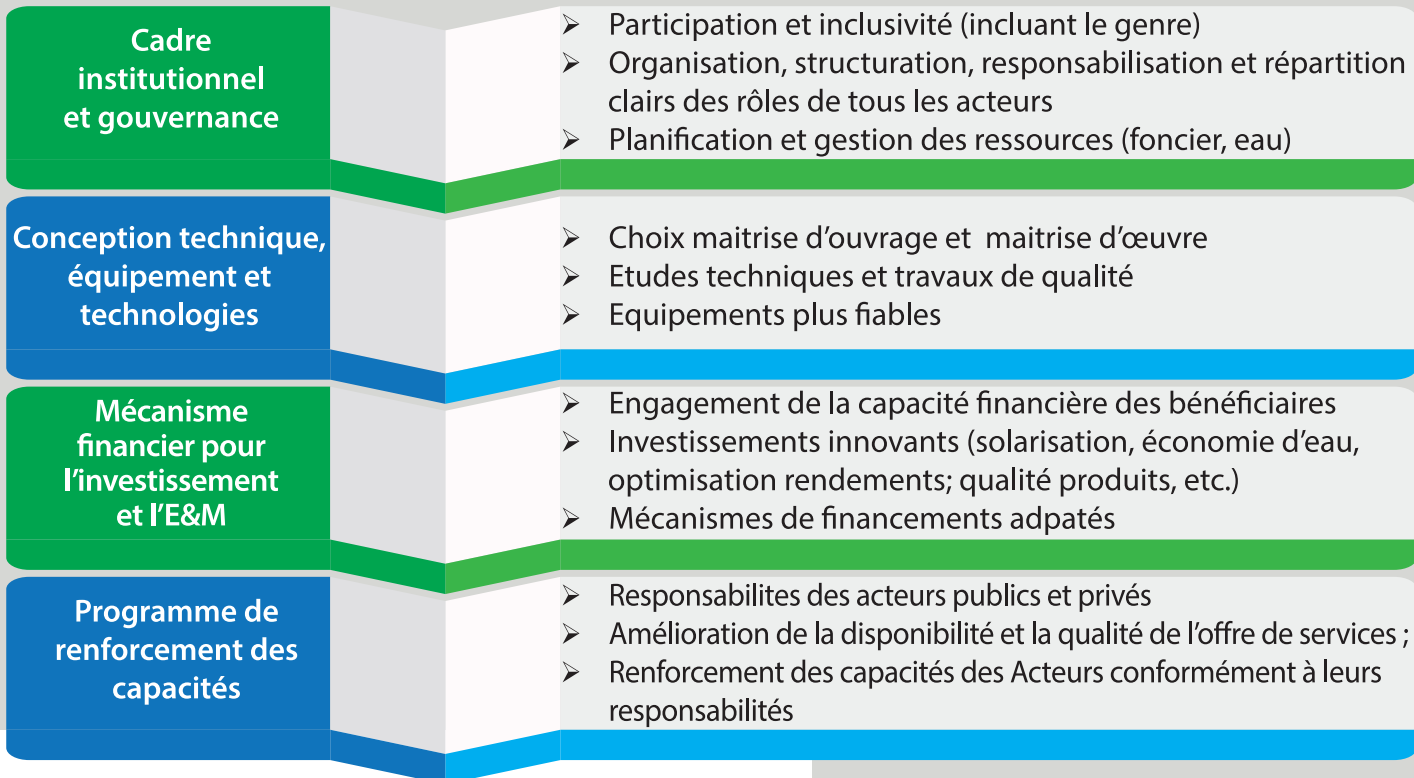 Cadre
institutionnel
et gouvernance
➢ Participation et inclusivité (incluant le genre)
➢ Organisation, structuration, responsabilisation et répartition
clairs des rôles de tous les acteurs
➢ Planification et gestion des ressources (foncier, eau)
Conception technique,
équipement et
technologies
➢ Choix maitrise d’ouvrage et maitrise d’œuvre
➢ Etudes techniques et travaux de qualité
➢ Equipements plus fiables
Mécanisme
financier pour
l’investissement
et l’E&M
➢ Engagement de la capacité financière des bénéficiaires
➢ Investissements innovants (solarisation, économie d’eau,
optimisation rendements; qualité produits, etc.)
➢ Mécanismes de financements adpatés
Programme de
renforcement des
capacités
➢ Responsabilites des acteurs publics et privés
➢ Amélioration de la disponibilité et la qualité de l’offre de services ;
➢ Renforcement des capacités des Acteurs conformément à leurs
responsabilités